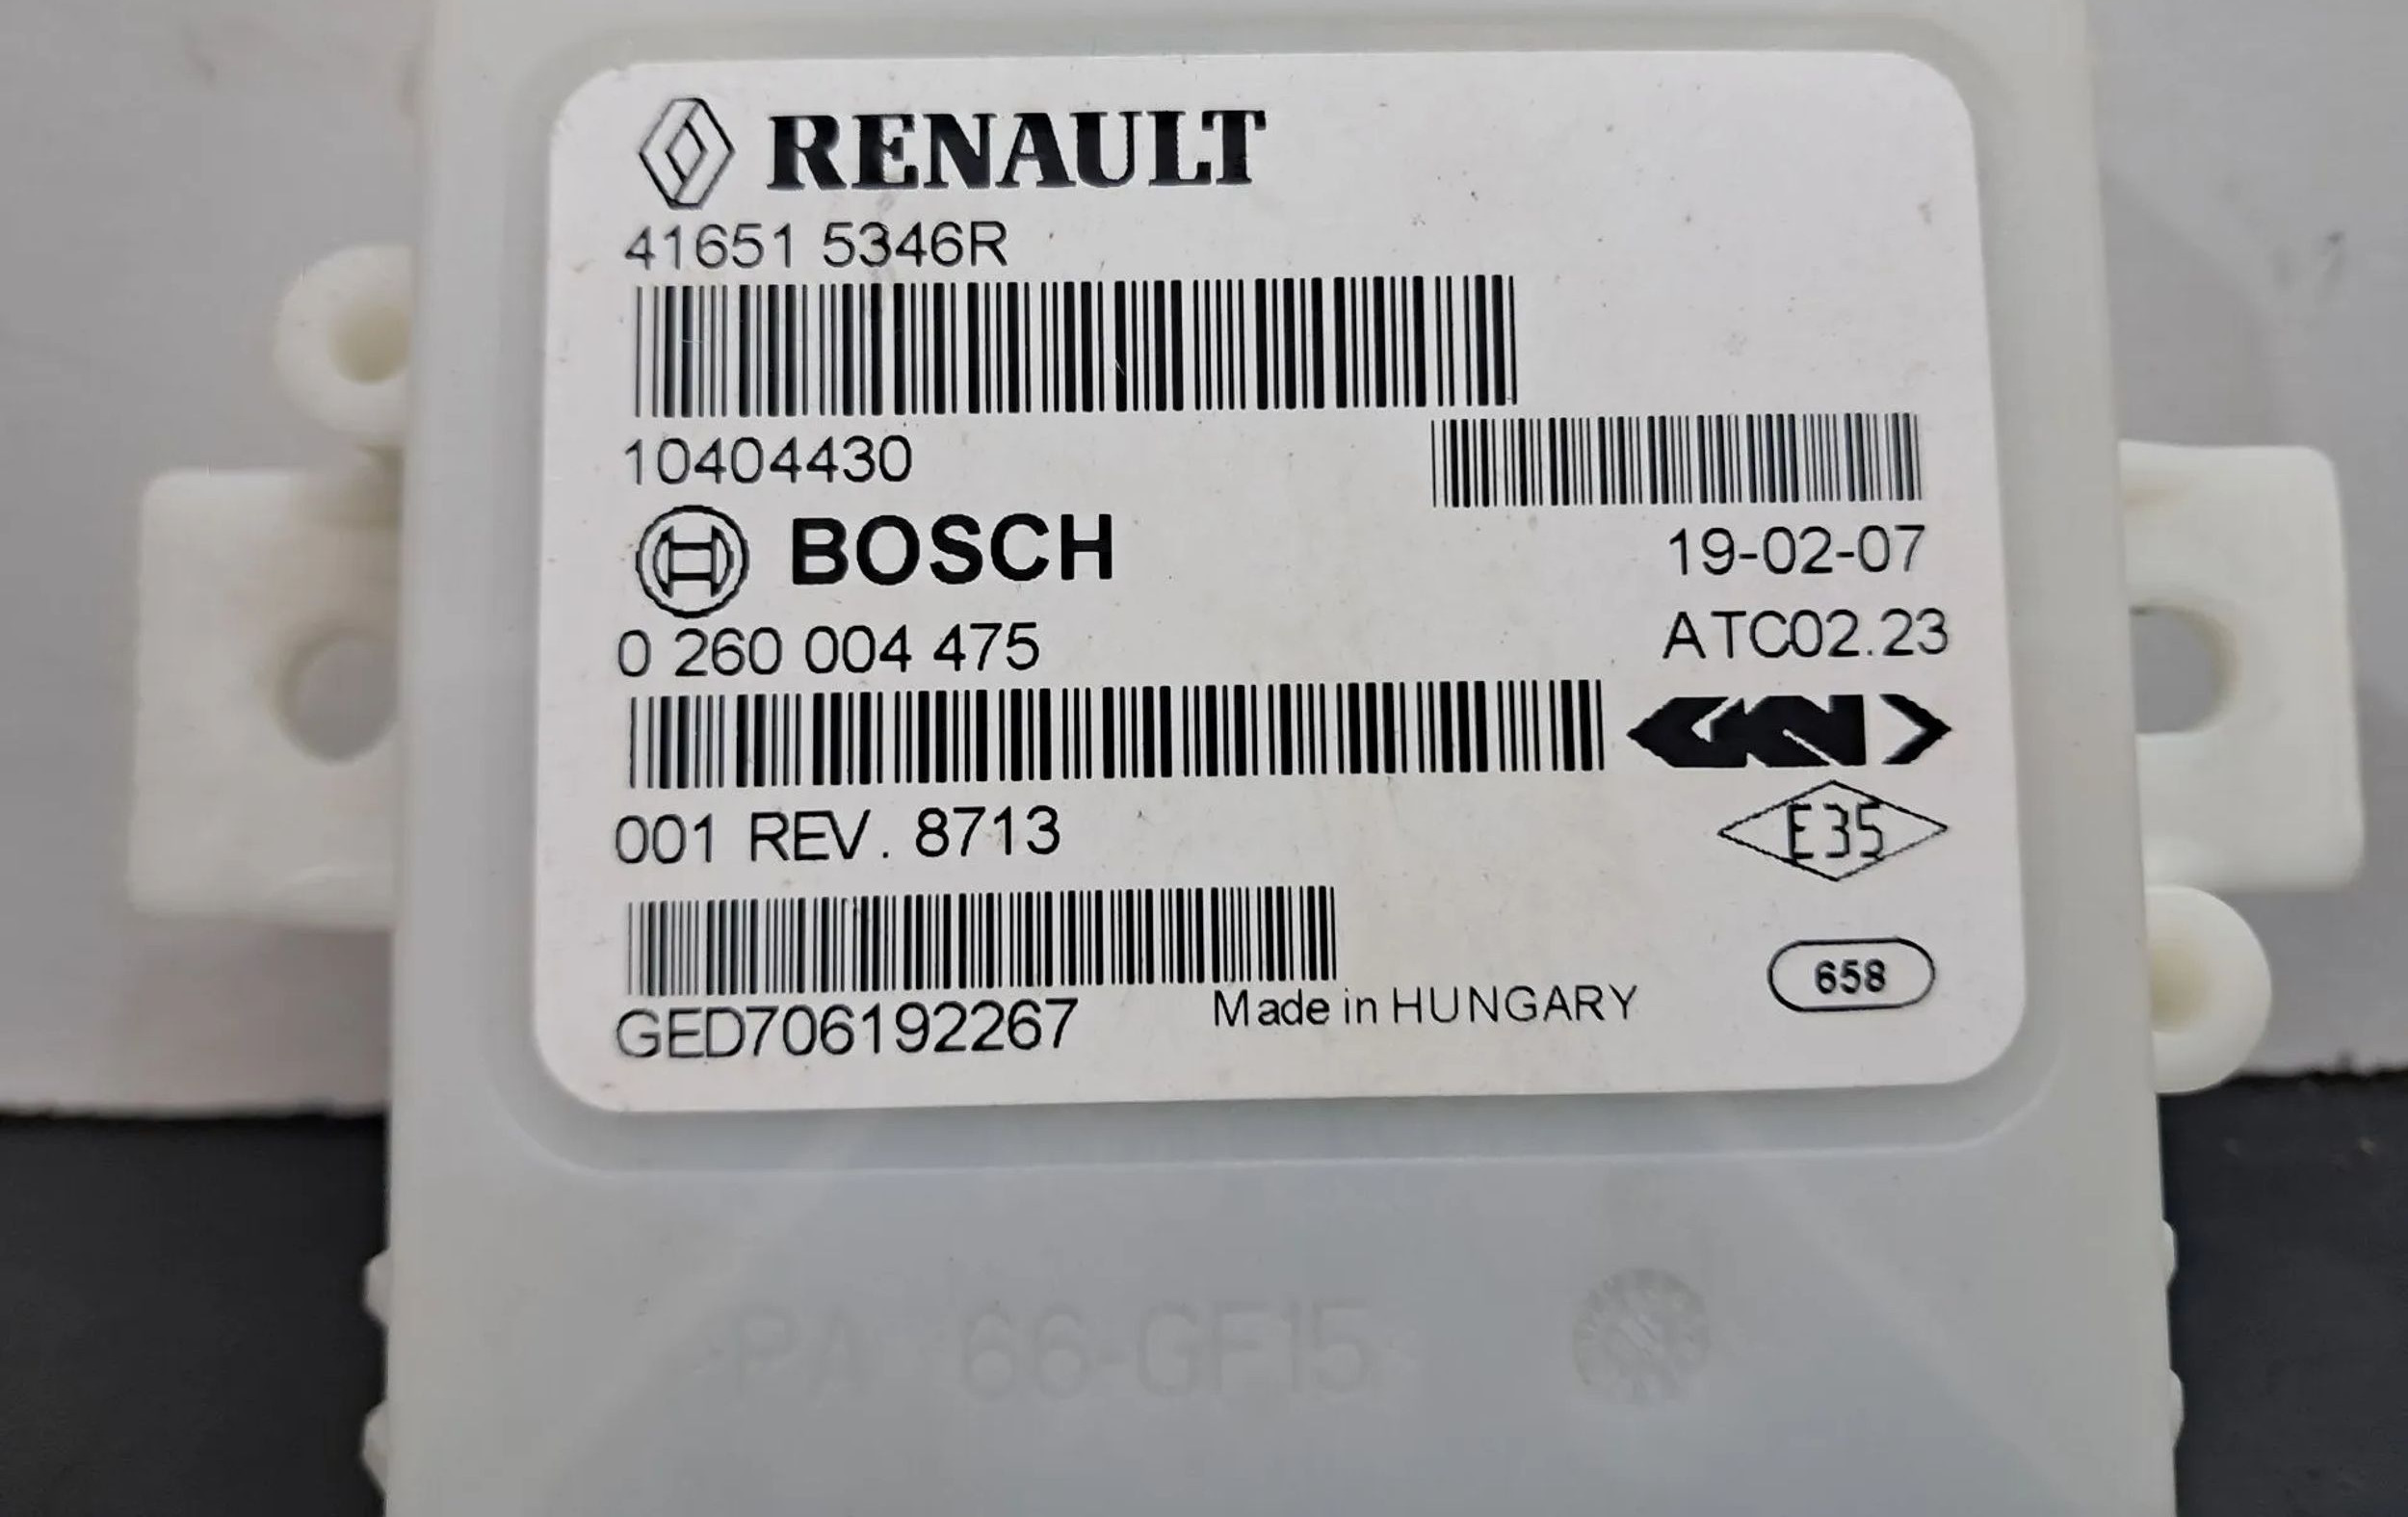 RENAULT
41651 5346R
10404430
BOSCH
19-02-07
0 260 004 475
ATC02.23
GKN
001 REV. 8713
E35
658
GED706192267
Made in HUNGARY
PA 66-GF15